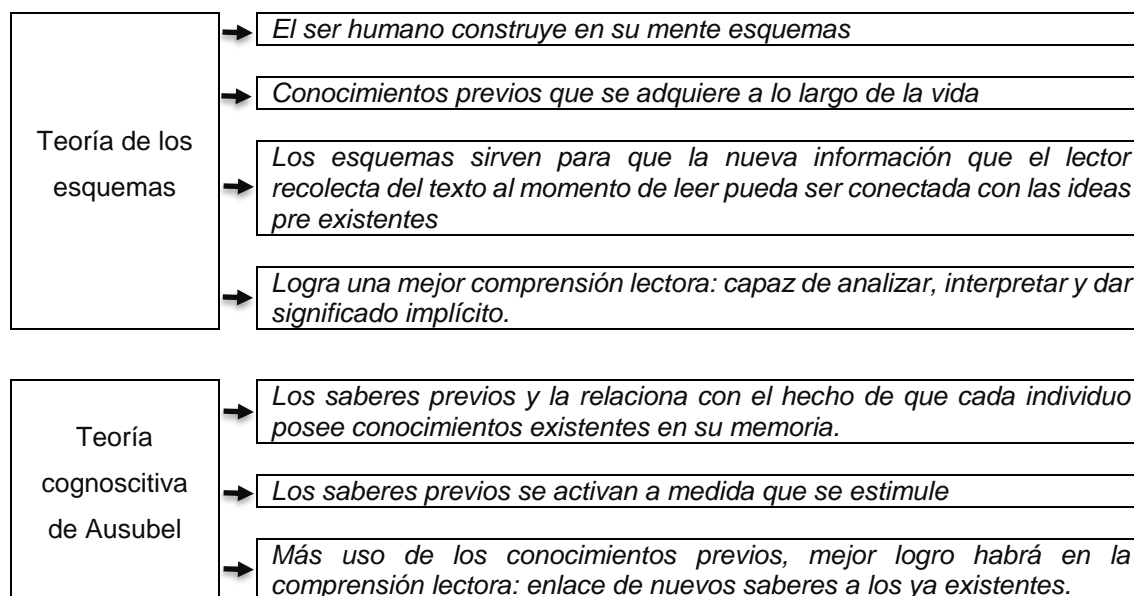 Teoría de los
esquemas
El ser humano construye en su mente esquemas
Conocimientos previos que se adquiere a lo largo de la vida
Los esquemas sirven para que la nueva información que el lector
recolecta del texto al momento de leer pueda ser conectada con las ideas
pre existentes
Logra una mejor comprensión lectora: capaz de analizar, interpretar y dar
significado implícito.
Teoría
cognoscitiva
de Ausubel
Los saberes previos y la relaciona con el hecho de que cada individuo
posee conocimientos existentes en su memoria.
Los saberes previos se activan a medida que se estimule
Más uso de los conocimientos previos, mejor logro habrá en la
comprensión lectora: enlace de nuevos saberes a los ya existentes.